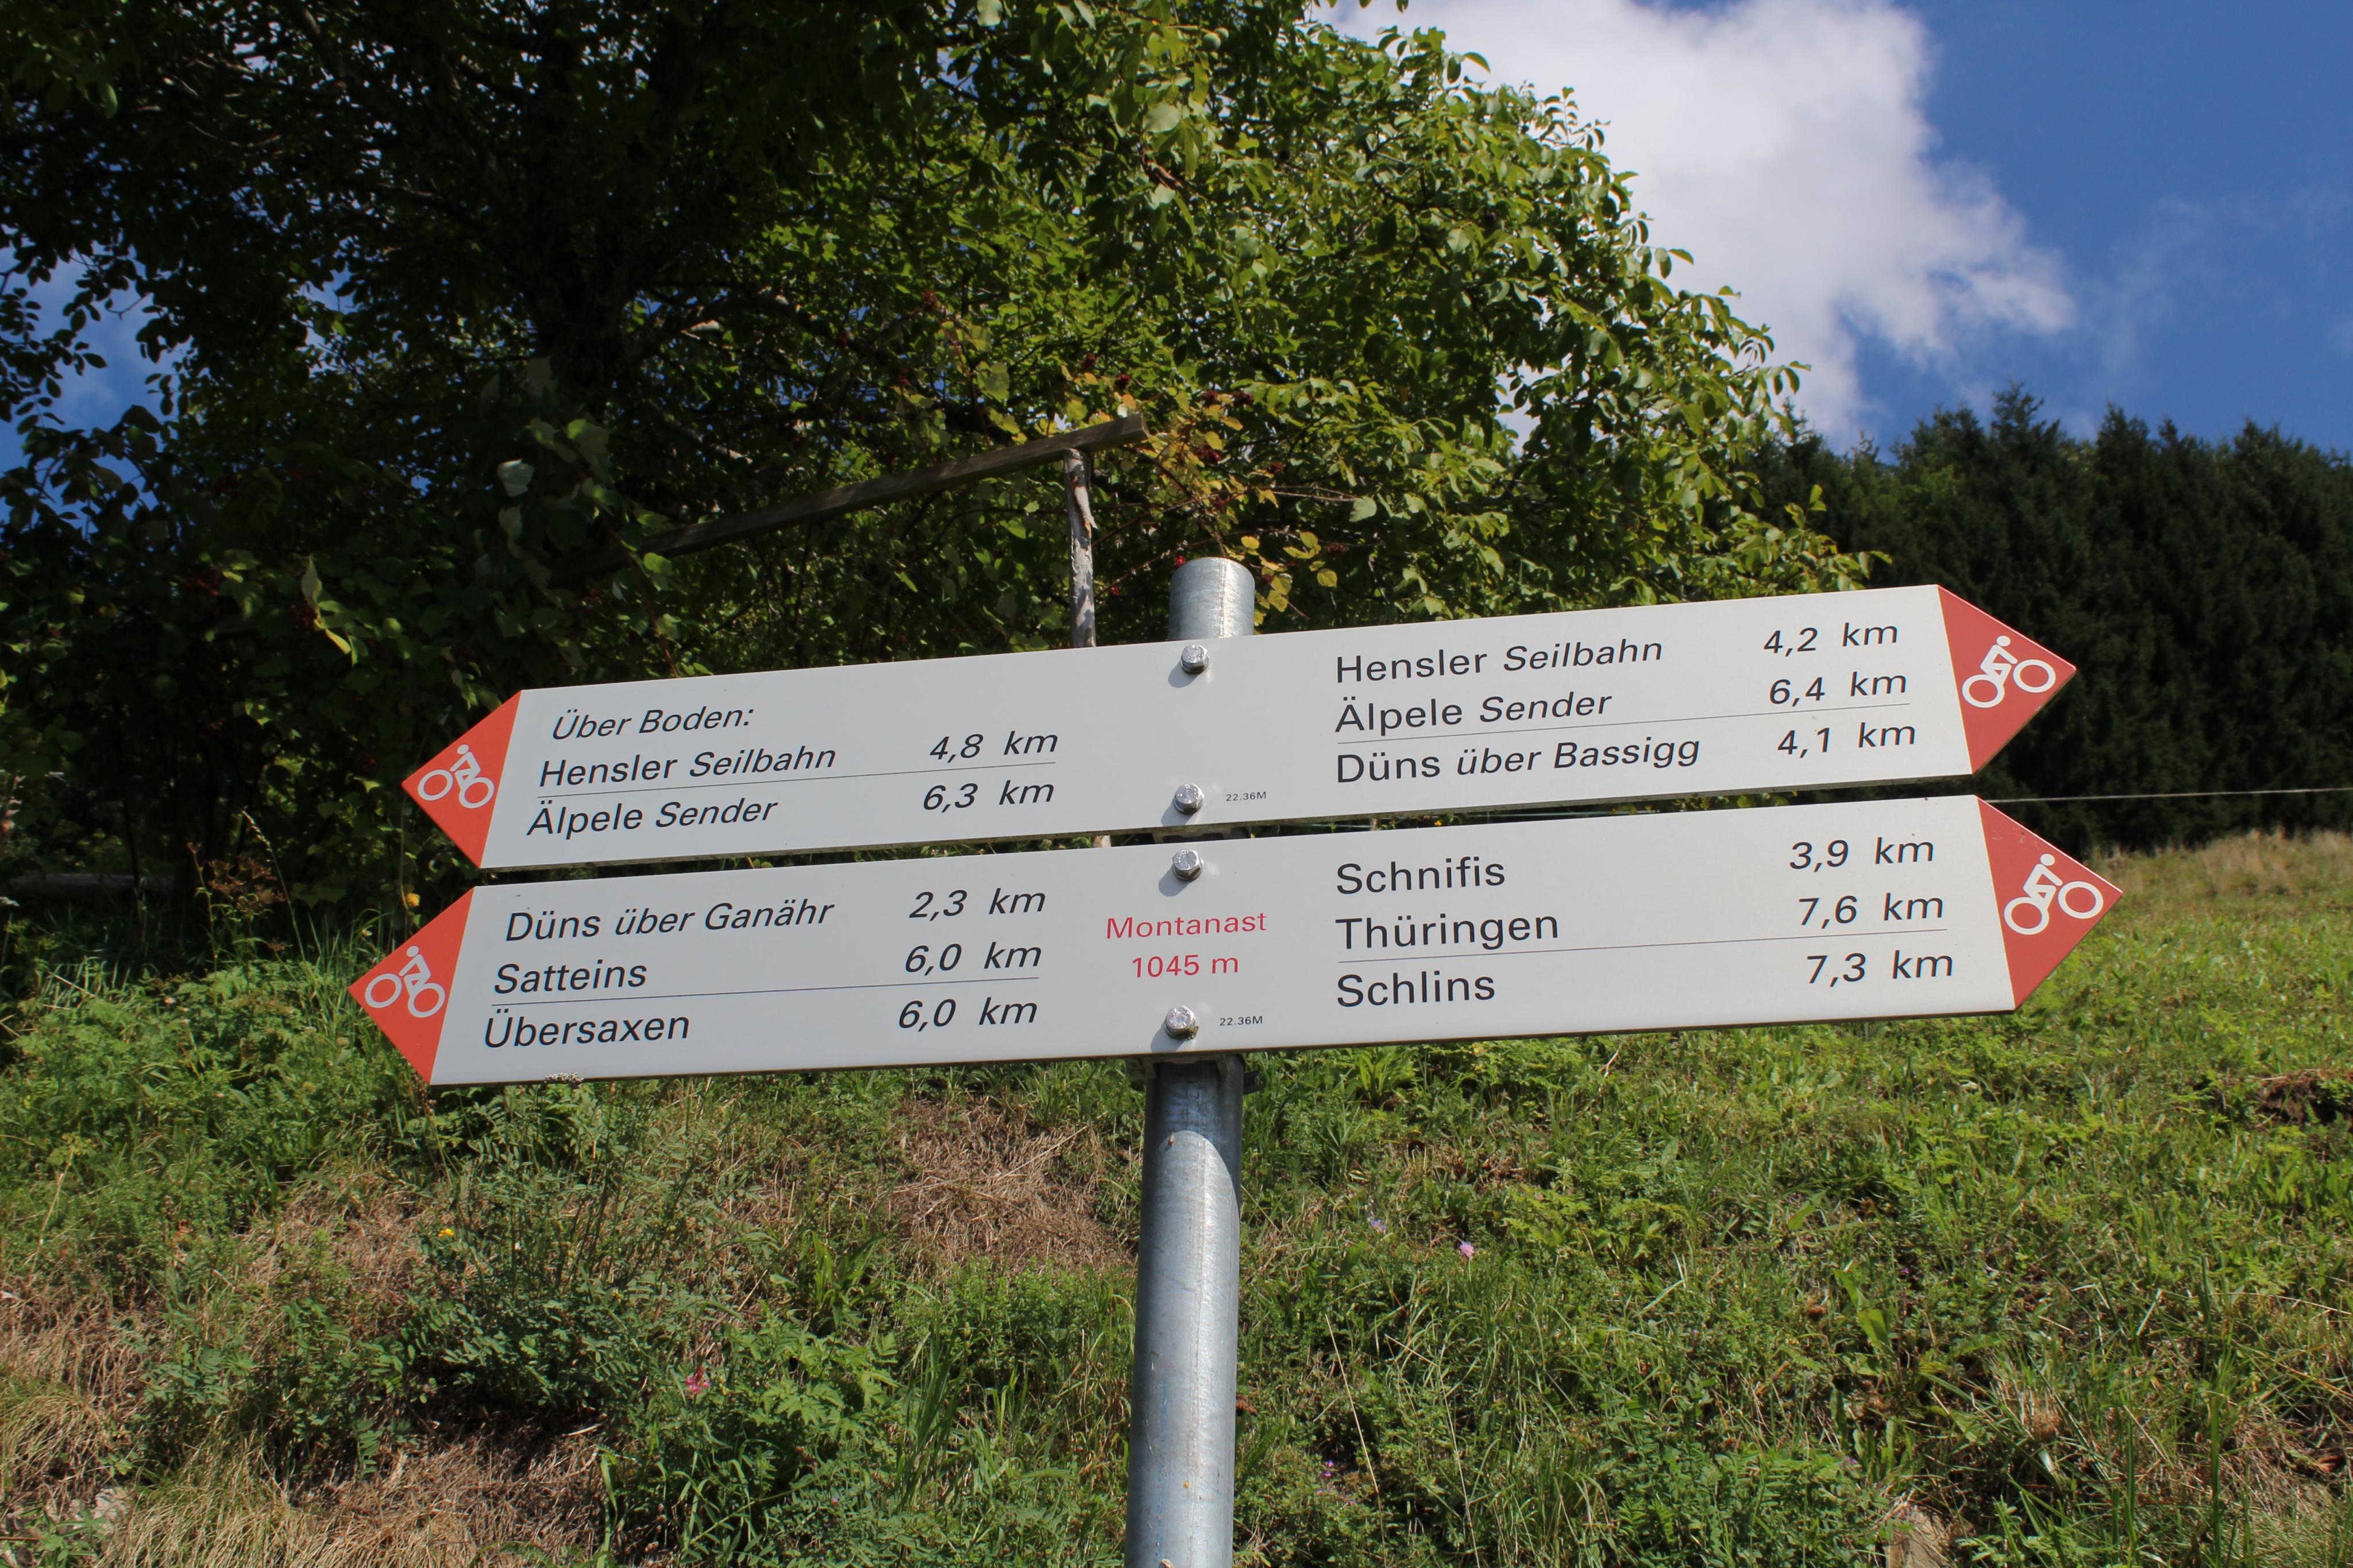 Über Boden:
Hensler Seilbahn 4,8 km
Älpele Sender 6,3 km
Hensler Seilbahn 4,2 km
Älpele Sender 6,4 km
Düns über Bassigg 4,1 km
22.36M
Düns über Ganähr 2,3 km
Satteins 6,0 km
Übersaxen 6,0 km
Montanast
1045 m
Schnifis 3,9 km
Thüringen 7,6 km
Schlins 7,3 km
22.36M